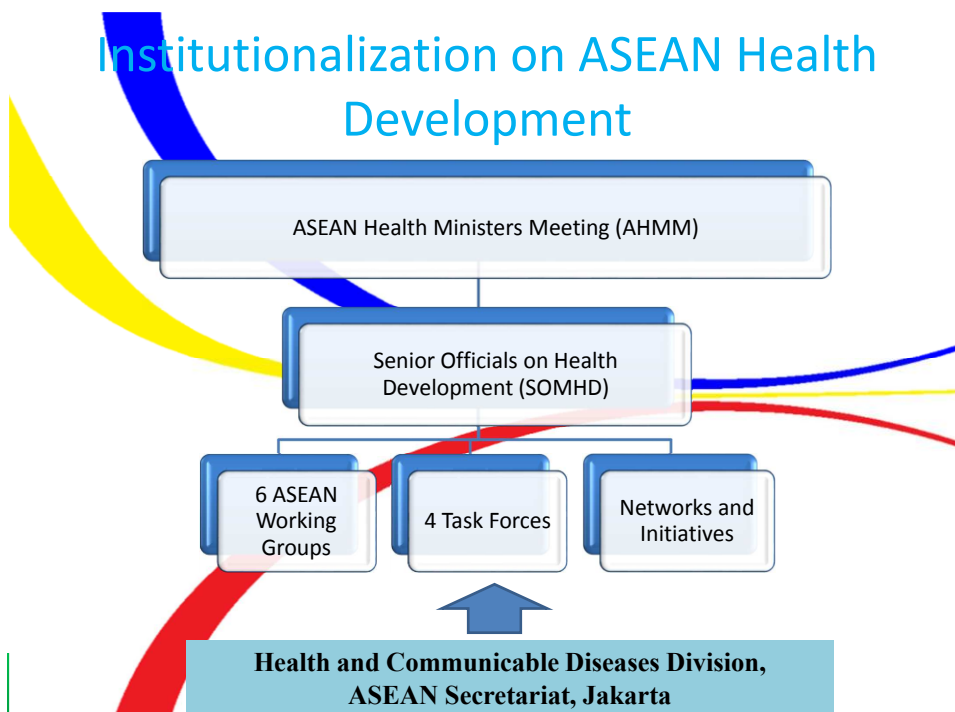 Institutionalization on ASEAN Health
Development
ASEAN Health Ministers Meeting (AHMM)
Senior Officials on Health
Development (SOMHD)
6 ASEAN
Working
Groups
4 Task Forces
Networks and
Initiatives
Health and Communicable Diseases Division,
ASEAN Secretariat, Jakarta